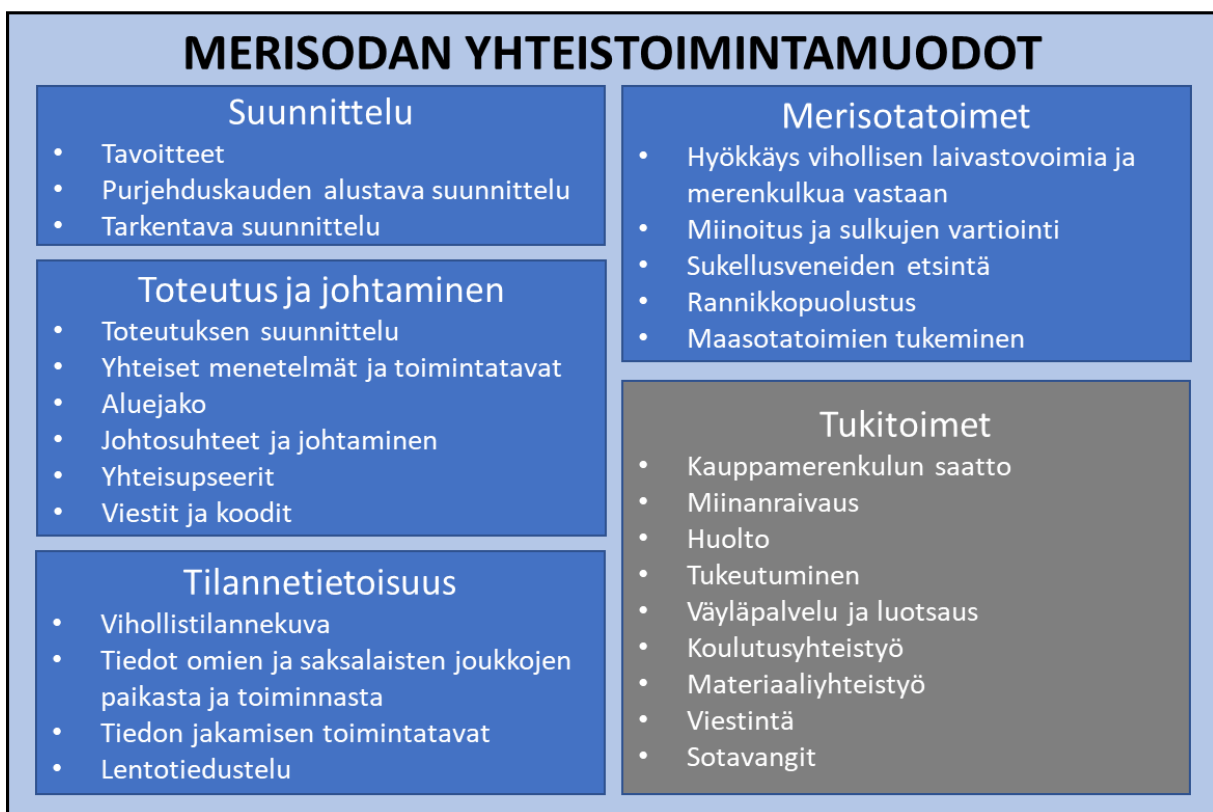 MERISODAN YHTEISTOIMINTAMUODOT
Suunnittelu
• Tavoitteet
• Purjehduskauden alustava suunnittelu
• Tarkentava suunnittelu
Toteutus ja johtaminen
• Toteutuksen suunnittelu
• Yhteiset menetelmät ja toimintatavat
• Aluejako
• Johtosuhteet ja johtaminen
• Yhteisupseerit
• Viestit ja koodit
Tilannetietoisuus
• Vihollistilannekuva
• Tiedot omien ja saksalaisten joukkojen
paikasta ja toiminnasta
• Tiedon jakamisen toimintatavat
• Lentotiedustelu
Merisotatoimet
• Hyökkäys vihollisen laivastovoimia ja
merenkulkua vastaan
• Miinoitus ja sulkujen vartiointi
• Sukellusveneiden etsintä
• Rannikkopuolustus
• Maasotatoimien tukeminen
Tukitoimet
• Kauppamerenkulun saatto
• Miinanraivaus
• Huolto
• Tukeutuminen
• Väyläpalvelu ja luotsaus
• Koulutusyhteistyö
• Materiaaliyhteistyö
• Viestintä
• Sotavangit